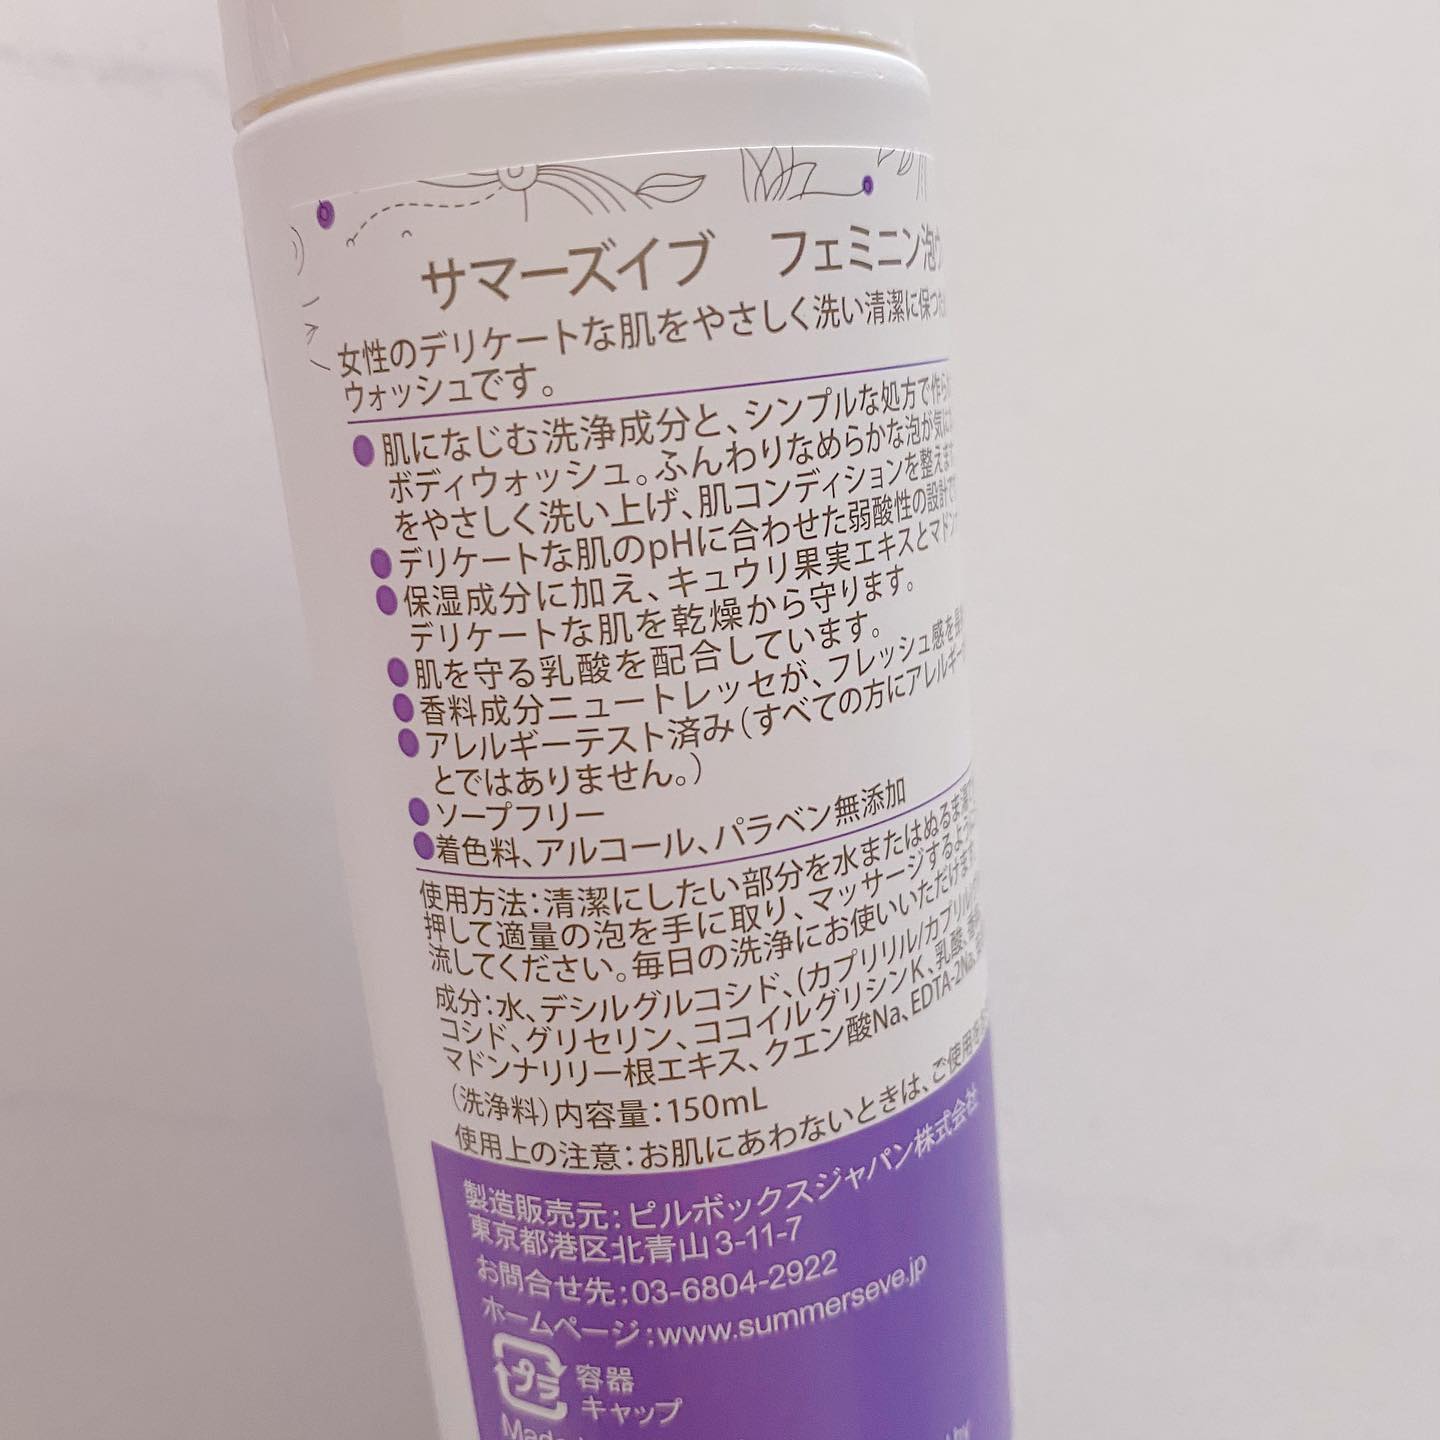 サマーズイブ フェミニン泡ウ
女性のデリケートな肌をやさしく洗い清潔に保つため
ウォッシュです。
●肌になじむ洗浄成分と、シンプルな処方で作られ
ボディウォッシュ。ふんわりなめらかな泡が気に
をやさしく洗い上げ、肌コンディションを整えます
●デリケートな肌のpHに合わせた弱酸性の設計で
●保湿成分に加え、キュウリ果実エキスとマドンナ
デリケートな肌を乾燥から守ります。
●肌を守る乳酸を配合しています。
●香料成分ニュートレッセが、フレッシュ感を
●アレルギーテスト済み(すべての方にアレルギー
とではありません。)
●ソープフリー
●着色料、アルコール、パラベン無添加
使用方法:清潔にしたい部分を水またはぬるま湯で
押して適量の泡を手に取り、マッサージするように
流してください。毎日の洗浄にお使いいただけます
成分:水、デシルグルコシド、(カプリリル/カプリル)
コシド、グリセリン、ココイルグリシンK、乳酸、
マドンナリリー根エキス、クエン酸Na、EDTA-2Na、
(洗浄料)内容量:150mL
使用上の注意:お肌にあわないときは、ご使用を
製造販売元:ピルボックスジャパン株式会社
東京都港区北青山3-11-7
お問合せ先:03-6804-2922
ホームページ:www.summerseve.jp
プラ
容器
キャップ
Made
by